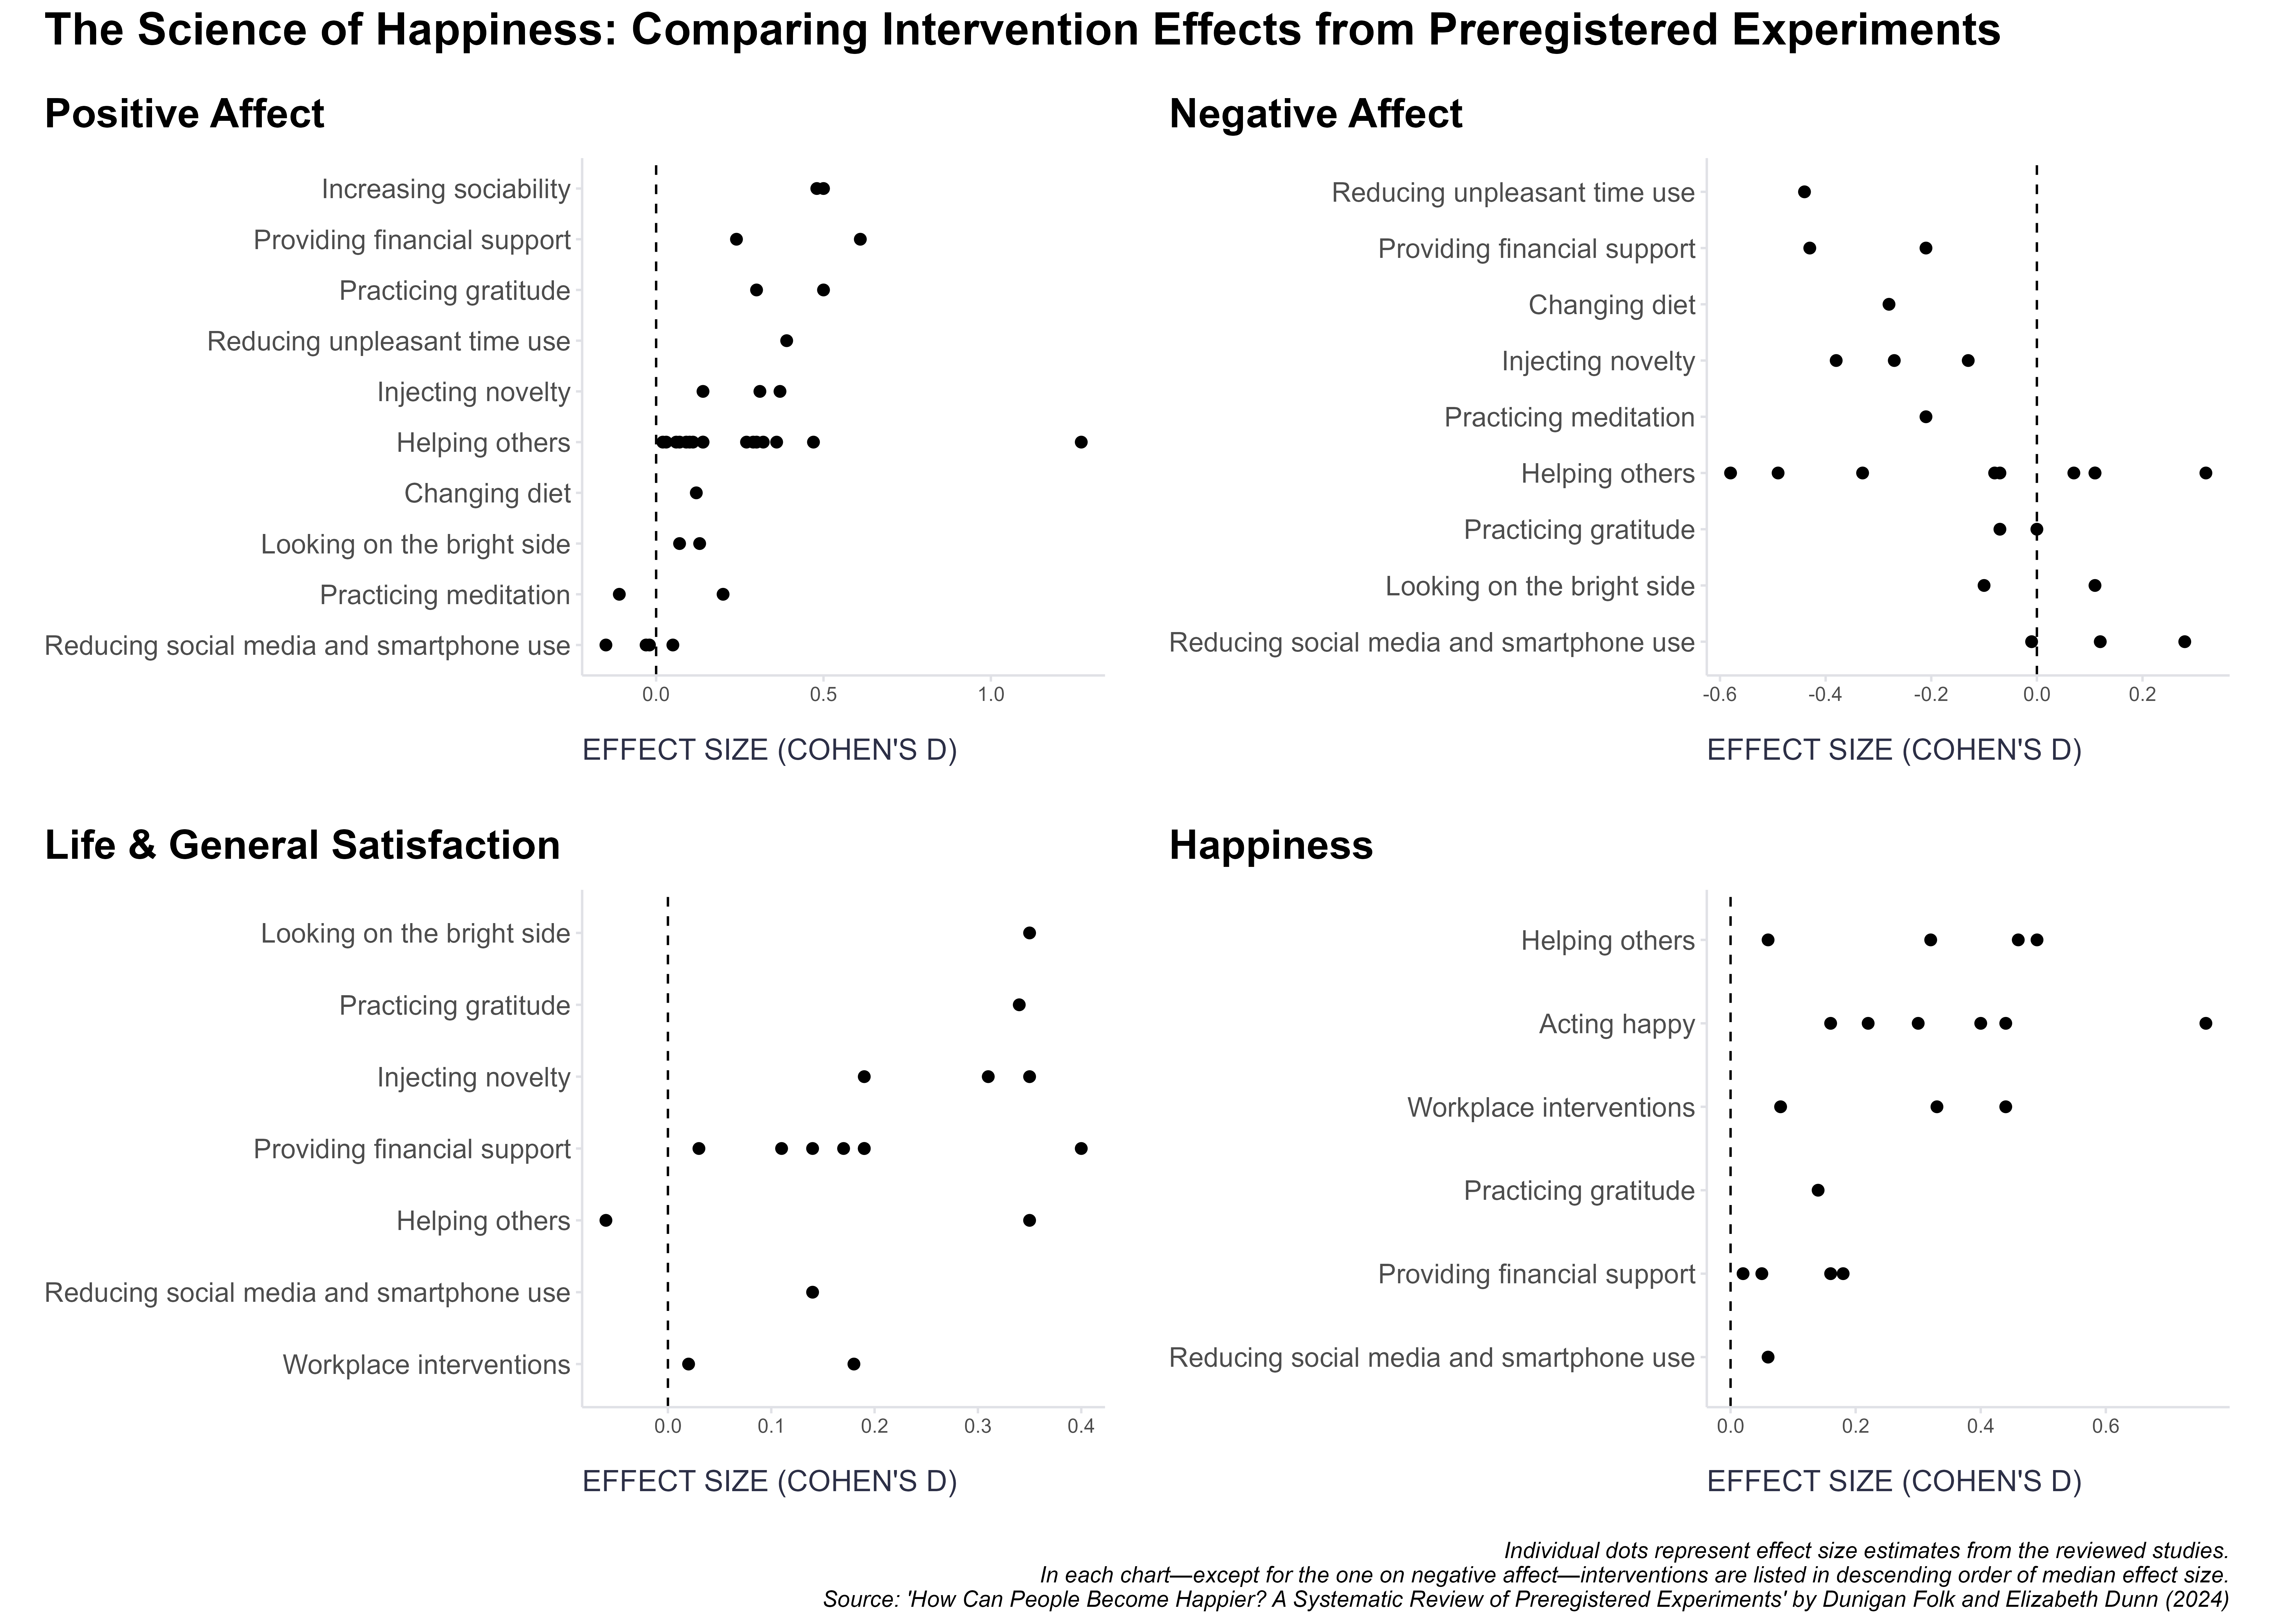 The Science of Happiness: Comparing Intervention Effects from Preregistered Experiments
Positive Affect
Increasing sociability
Providing financial support
Practicing gratitude
Reducing unpleasant time use
Injecting novelty
Helping others
Changing diet
Looking on the bright side
Practicing meditation
Reducing social media and smartphone use
0.0 0.5 1.0
EFFECT SIZE (COHEN'S D)
Negative Affect
Reducing unpleasant time use
Providing financial support
Changing diet
Injecting novelty
Practicing meditation
Helping others
Practicing gratitude
Looking on the bright side
Reducing social media and smartphone use
-0.6 -0.4 -0.2 0.0 0.2
EFFECT SIZE (COHEN'S D)
Life & General Satisfaction
Looking on the bright side
Practicing gratitude
Injecting novelty
Providing financial support
Helping others
Reducing social media and smartphone use
Workplace interventions
0.0 0.1 0.2 0.3 0.4
EFFECT SIZE (COHEN'S D)
Happiness
Helping others
Acting happy
Workplace interventions
Practicing gratitude
Providing financial support
Reducing social media and smartphone use
0.0 0.2 0.4 0.6
EFFECT SIZE (COHEN'S D)
Individual dots represent effect size estimates from the reviewed studies.
In each chart—except for the one on negative affect—interventions are listed in descending order of median effect size.
Source: 'How Can People Become Happier? A Systematic Review of Preregistered Experiments' by Dunigan Folk and Elizabeth Dunn (2024)